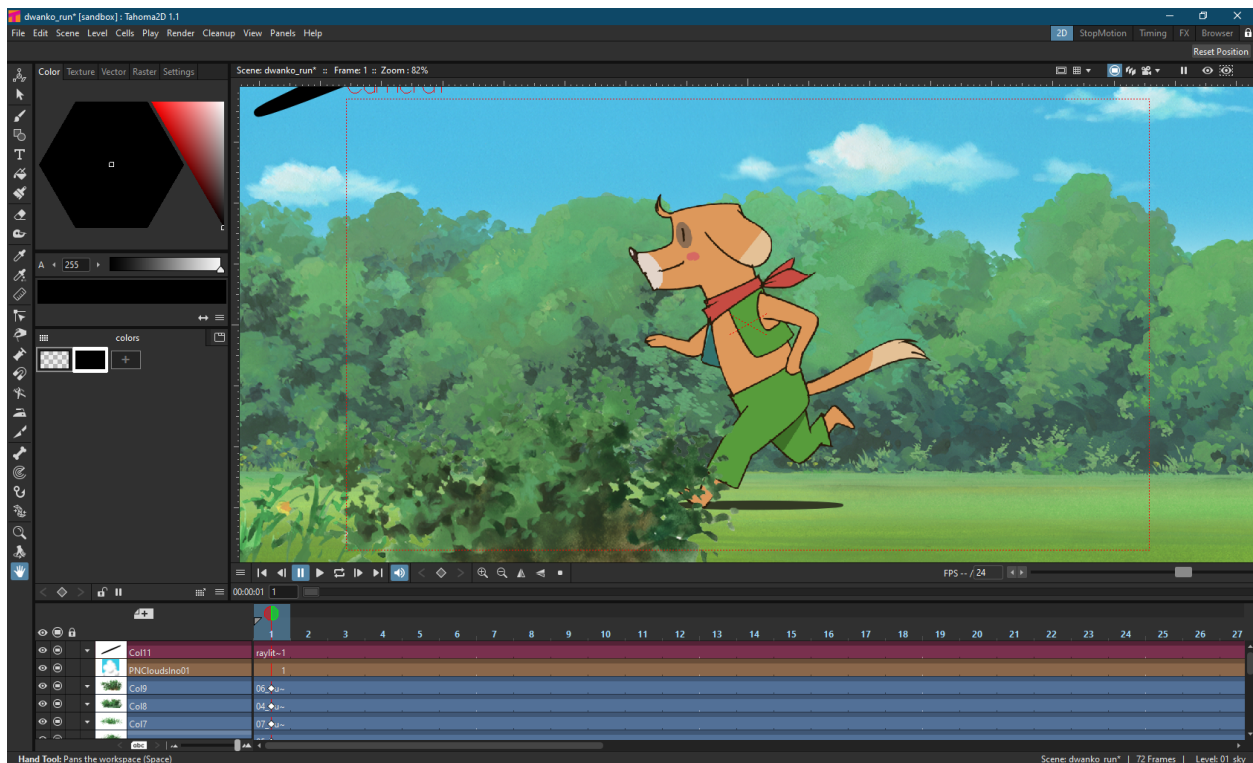 dwanko_run* [sandbox] : Tahoma2D 1.1
File Edit Scene Level Cells Play Render Cleanup View Panels Help
2D StopMotion Timing FX Browser
Reset Position
Color Texture Vector Raster Settings
Scene: dwanko_run* :: Frame: 1 :: Zoom : 82%
A 255
colors
FPS -- / 24
00:00:01 1
1 2 3 4 5 6 7 8 9 10 11 12 13 14 15 16 17 18 19 20 21 22 23 24 25 26 27
Col11 raylit~1
PNCloudsIno01 1
Col9 06_ u~
Col8 04_ u~
Col7 07_ u~
abc
Hand Tool: Pans the workspace (Space)
Scene: dwanko_run* | 72 Frames | Level: 01_sky